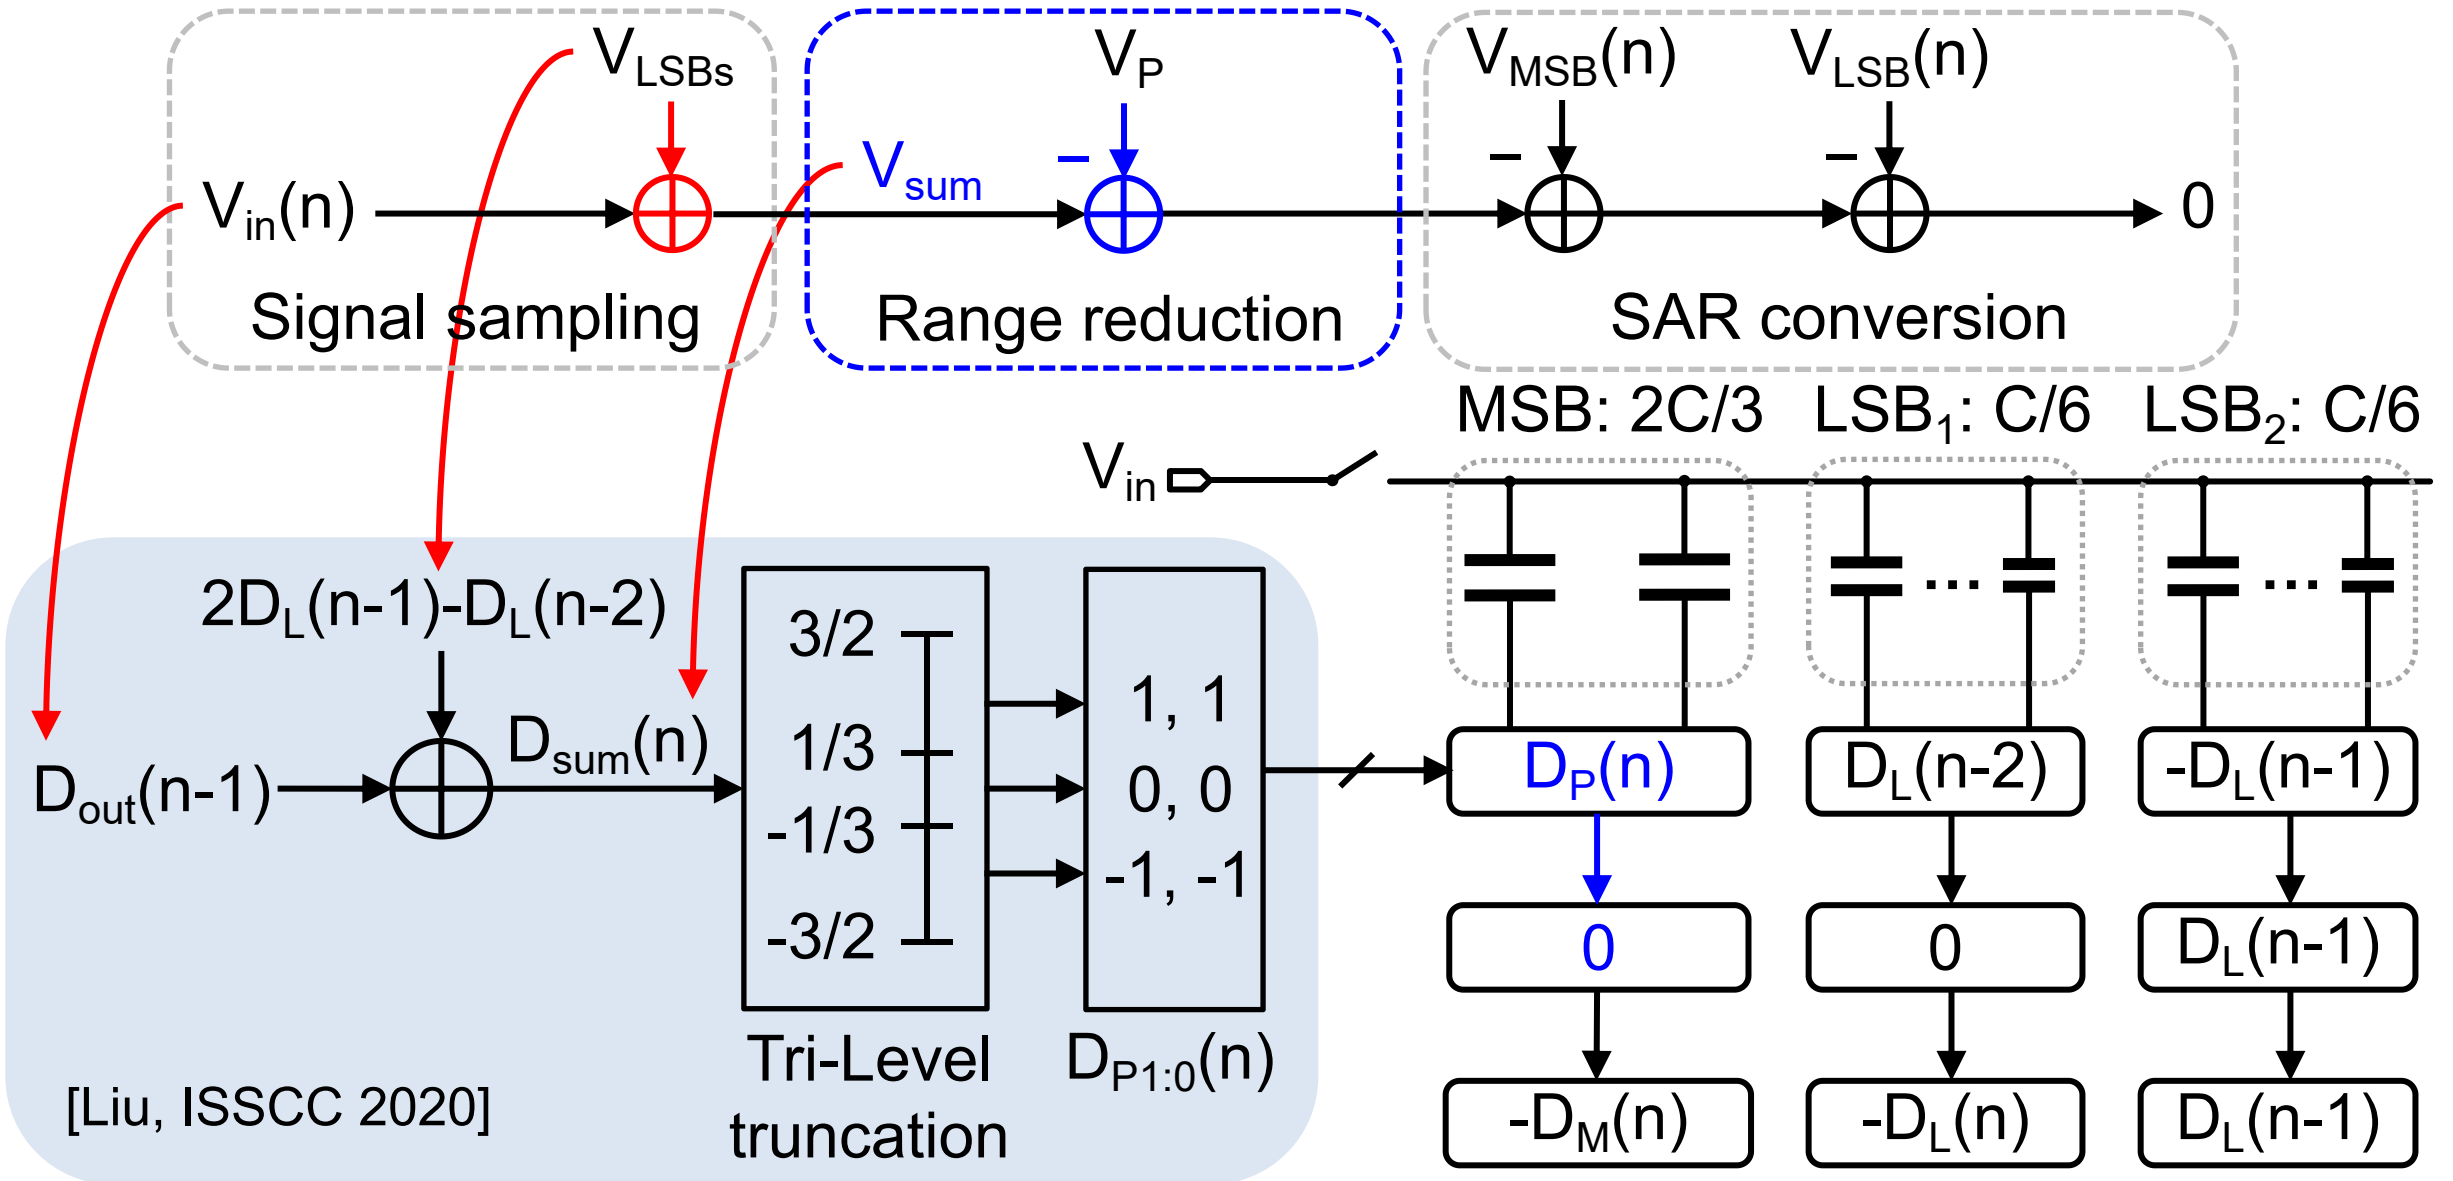 V_LSBs
V_in(n)
Signal sampling
V_P
V_sum
–
Range reduction
V_MSB(n)
V_LSB(n)
–
–
0
SAR conversion
MSB: 2C/3
LSB_1: C/6
LSB_2: C/6
V_in
...
...
2D_L(n-1)-D_L(n-2)
D_out(n-1)
D_sum(n)
3/2
1/3
-1/3
-3/2
Tri-Level
truncation
1, 1
0, 0
-1, -1
D_P1:0(n)
[Liu, ISSCC 2020]
D_P(n)
D_L(n-2)
-D_L(n-1)
0
0
D_L(n-1)
-D_M(n)
-D_L(n)
D_L(n-1)